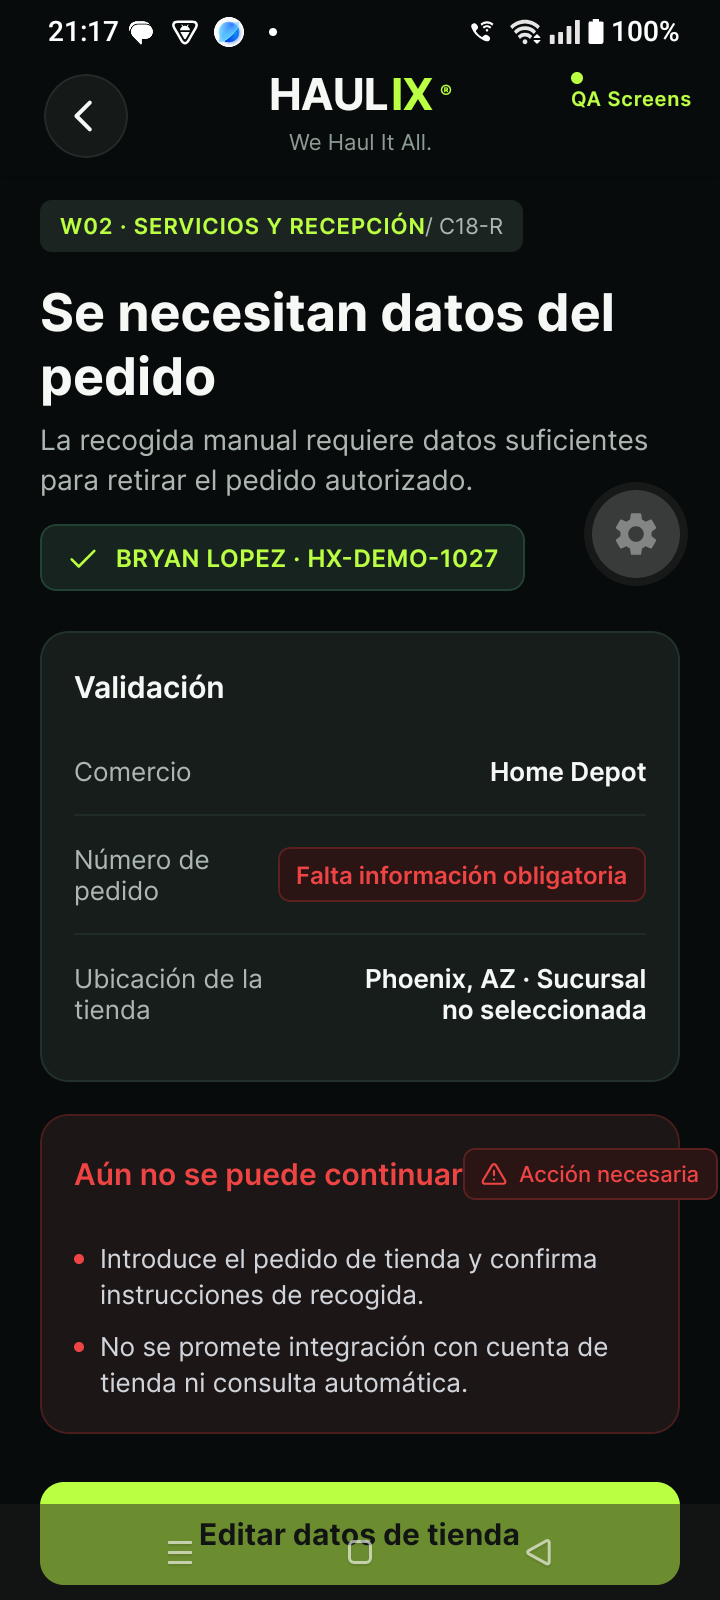 21:17
100%
HAULIX ®
QA Screens
We Haul It All.
W02 · SERVICIOS Y RECEPCIÓN/ C18-R
Se necesitan datos del
pedido
La recogida manual requiere datos suficientes
para retirar el pedido autorizado.
BRYAN LOPEZ · HX-DEMO-1027
Validación
Comercio
Home Depot
Número de
pedido
Falta información obligatoria
Ubicación de la
tienda
Phoenix, AZ · Sucursal
no seleccionada
Aún no se puede continuar
Acción necesaria
Introduce el pedido de tienda y confirma
instrucciones de recogida.
No se promete integración con cuenta de
tienda ni consulta automática.
Editar datos de tienda